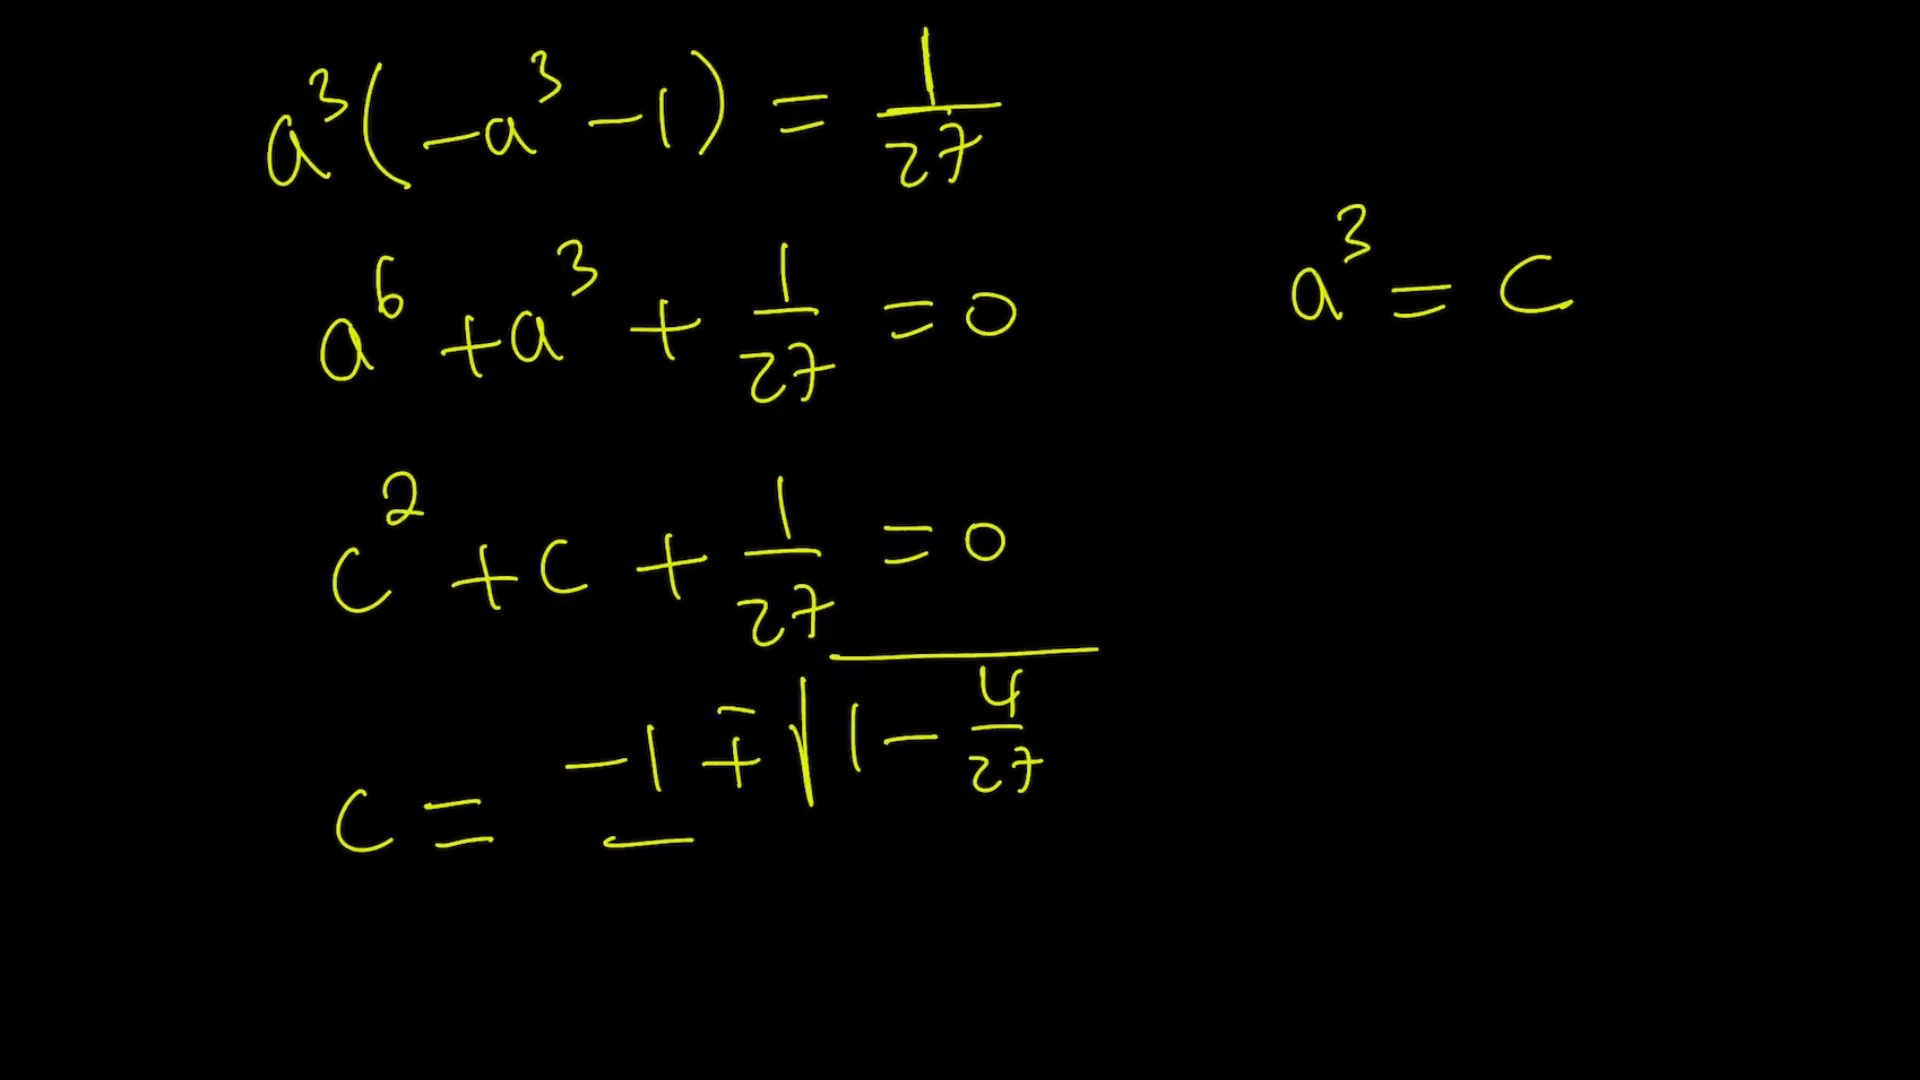 a³(-a³-1) = 1/27
a⁶ + a³ + 1/27 = 0
a³ = c
c² + c + 1/27 = 0
c = -1 ∓ √(1 - 4/27)